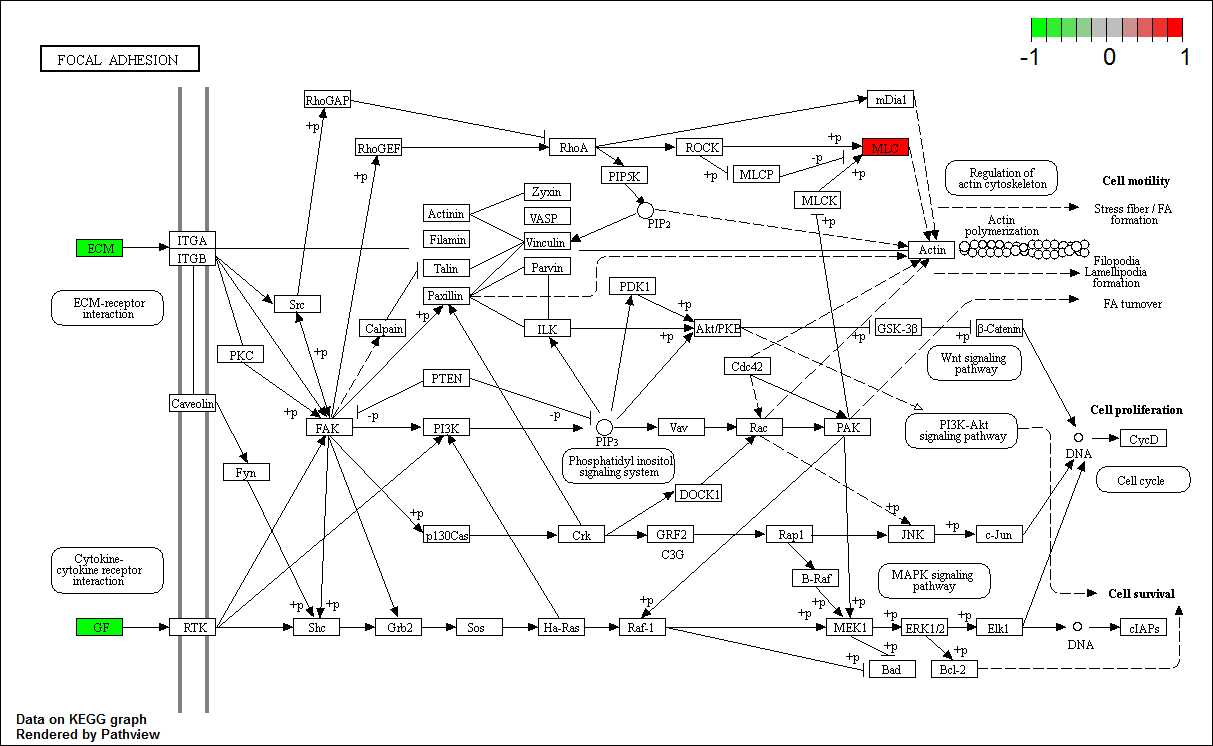 -1 0 1
FOCAL ADHESION
RhoGAP
mDia1
+p
+p
RhoGEF
RhoA
ROCK
MLC
-p
+p
+p
+p
PIP5K
MLCP
Regulation of
actin cytoskeleton
Cell motility
Zyxin
MLCK
Actinin
VASP
PIP2
+p
Stress fiber / FA
formation
Actin
polymerization
ECM
ITGA
ITGB
Filamin
Vinculin
Actin
Talin
Parvin
Filopodia
Lamellipodia
formation
ECM-receptor
interaction
Src
Paxillin
PDK1
+p
FA turnover
+p
Calpain
ILK
Akt/PKB
+p
GSK-3β
+p
β-Catenin
PKC
+p
Cdc42
Wnt signaling
pathway
PTEN
Caveolin
+p
-p
-p
Cell proliferation
FAK
PI3K
PIP3
Vav
Rac
PAK
PI3K-Akt
signaling pathway
CycD
DNA
Phosphatidyl inositol
signaling system
Fyn
Cell cycle
DOCK1
+p
+p
p130Cas
Crk
GRF2
Rap1
JNK
+p
c-Jun
C3G
Cytokine-
cytokine receptor
interaction
B-Raf
MAPK signaling
pathway
Cell survival
+p
+p
+p
+p
+p
+p
+p
+p
GF
RTK
Shc
Grb2
Sos
Ha-Ras
Raf-1
MEK1
ERK1/2
Elk1
cIAPs
DNA
+p
+p
+p
Bad
Bcl-2
Data on KEGG graph
Rendered by Pathview